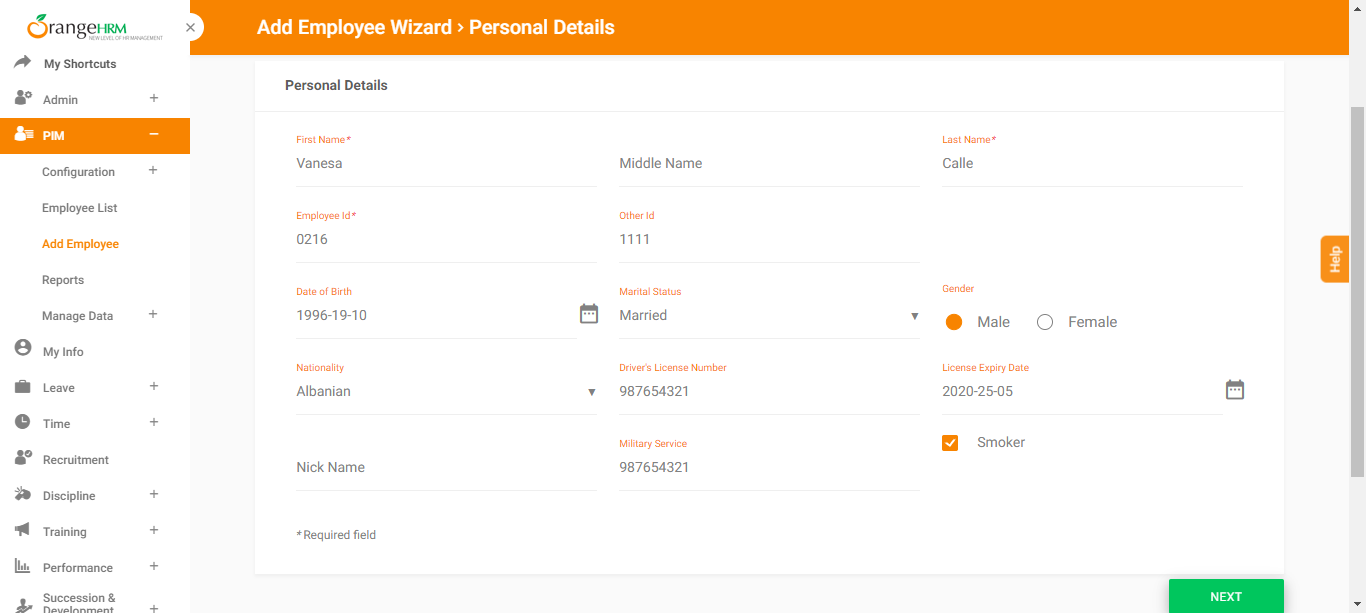 OrangeHRM
NEW LEVEL OF HR MANAGEMENT
My Shortcuts
Admin
PIM
Configuration
Employee List
Add Employee
Reports
Manage Data
My Info
Leave
Time
Recruitment
Discipline
Training
Performance
Succession &
Development
Add Employee Wizard › Personal Details
Personal Details
First Name*
Vanesa
Middle Name
Last Name*
Calle
Employee Id*
0216
Other Id
1111
Date of Birth
1996-19-10
Marital Status
Married
Gender
Male Female
Nationality
Albanian
Driver's License Number
987654321
License Expiry Date
2020-25-05
Nick Name
Military Service
987654321
Smoker
* Required field
NEXT
Help